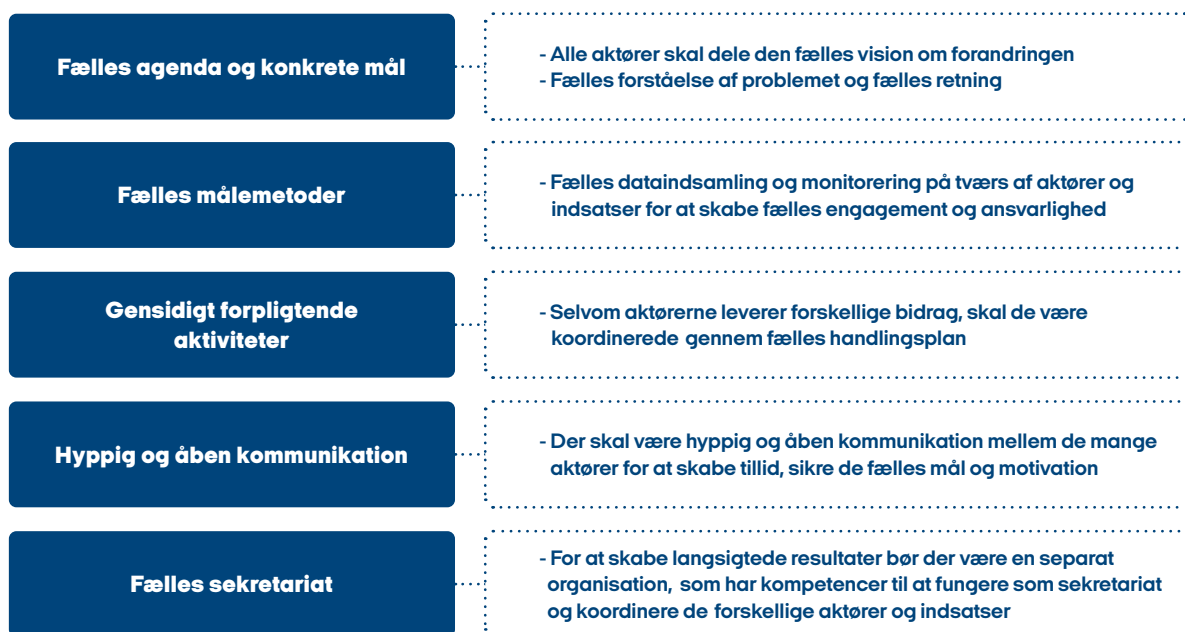 Fælles agenda og konkrete mål
- Alle aktører skal dele den fælles vision om forandringen
- Fælles forståelse af problemet og fælles retning
Fælles målemetoder
- Fælles dataindsamling og monitorering på tværs af aktører og
indsatser for at skabe fælles engagement og ansvarlighed
Gensidigt forpligtende
aktiviteter
- Selvom aktørerne leverer forskellige bidrag, skal de være
koordinerede gennem fælles handlingsplan
Hyppig og åben kommunikation
- Der skal være hyppig og åben kommunikation mellem de mange
aktører for at skabe tillid, sikre de fælles mål og motivation
Fælles sekretariat
- For at skabe langsigtede resultater bør der være en separat
organisation, som har kompetencer til at fungere som sekretariat
og koordinere de forskellige aktører og indsatser